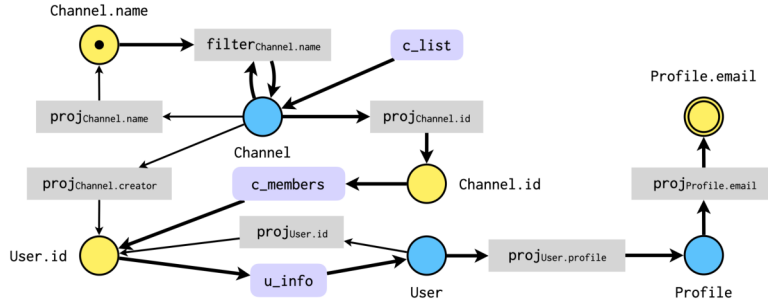 Channel.name
filterChannel.name
c_list
Profile.email
projChannel.name
projChannel.id
Channel
projChannel.creator
c_members
Channel.id
projProfile.email
projUser.id
User.id
projUser.profile
u_info
User
Profile